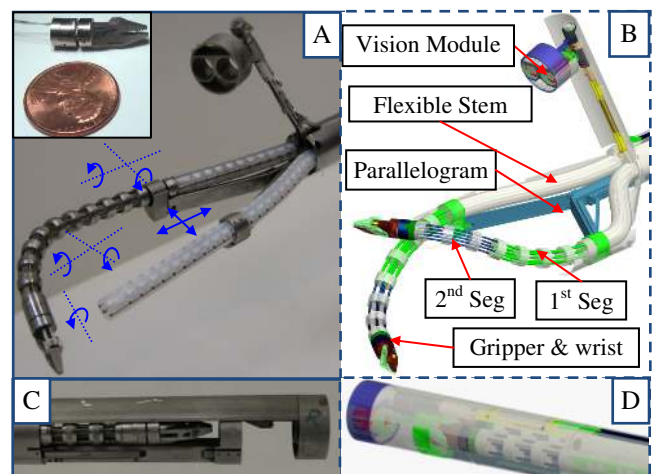 A
B
Vision Module
Flexible Stem
Parallelogram
2nd Seg
1st Seg
Gripper & wrist
C
D